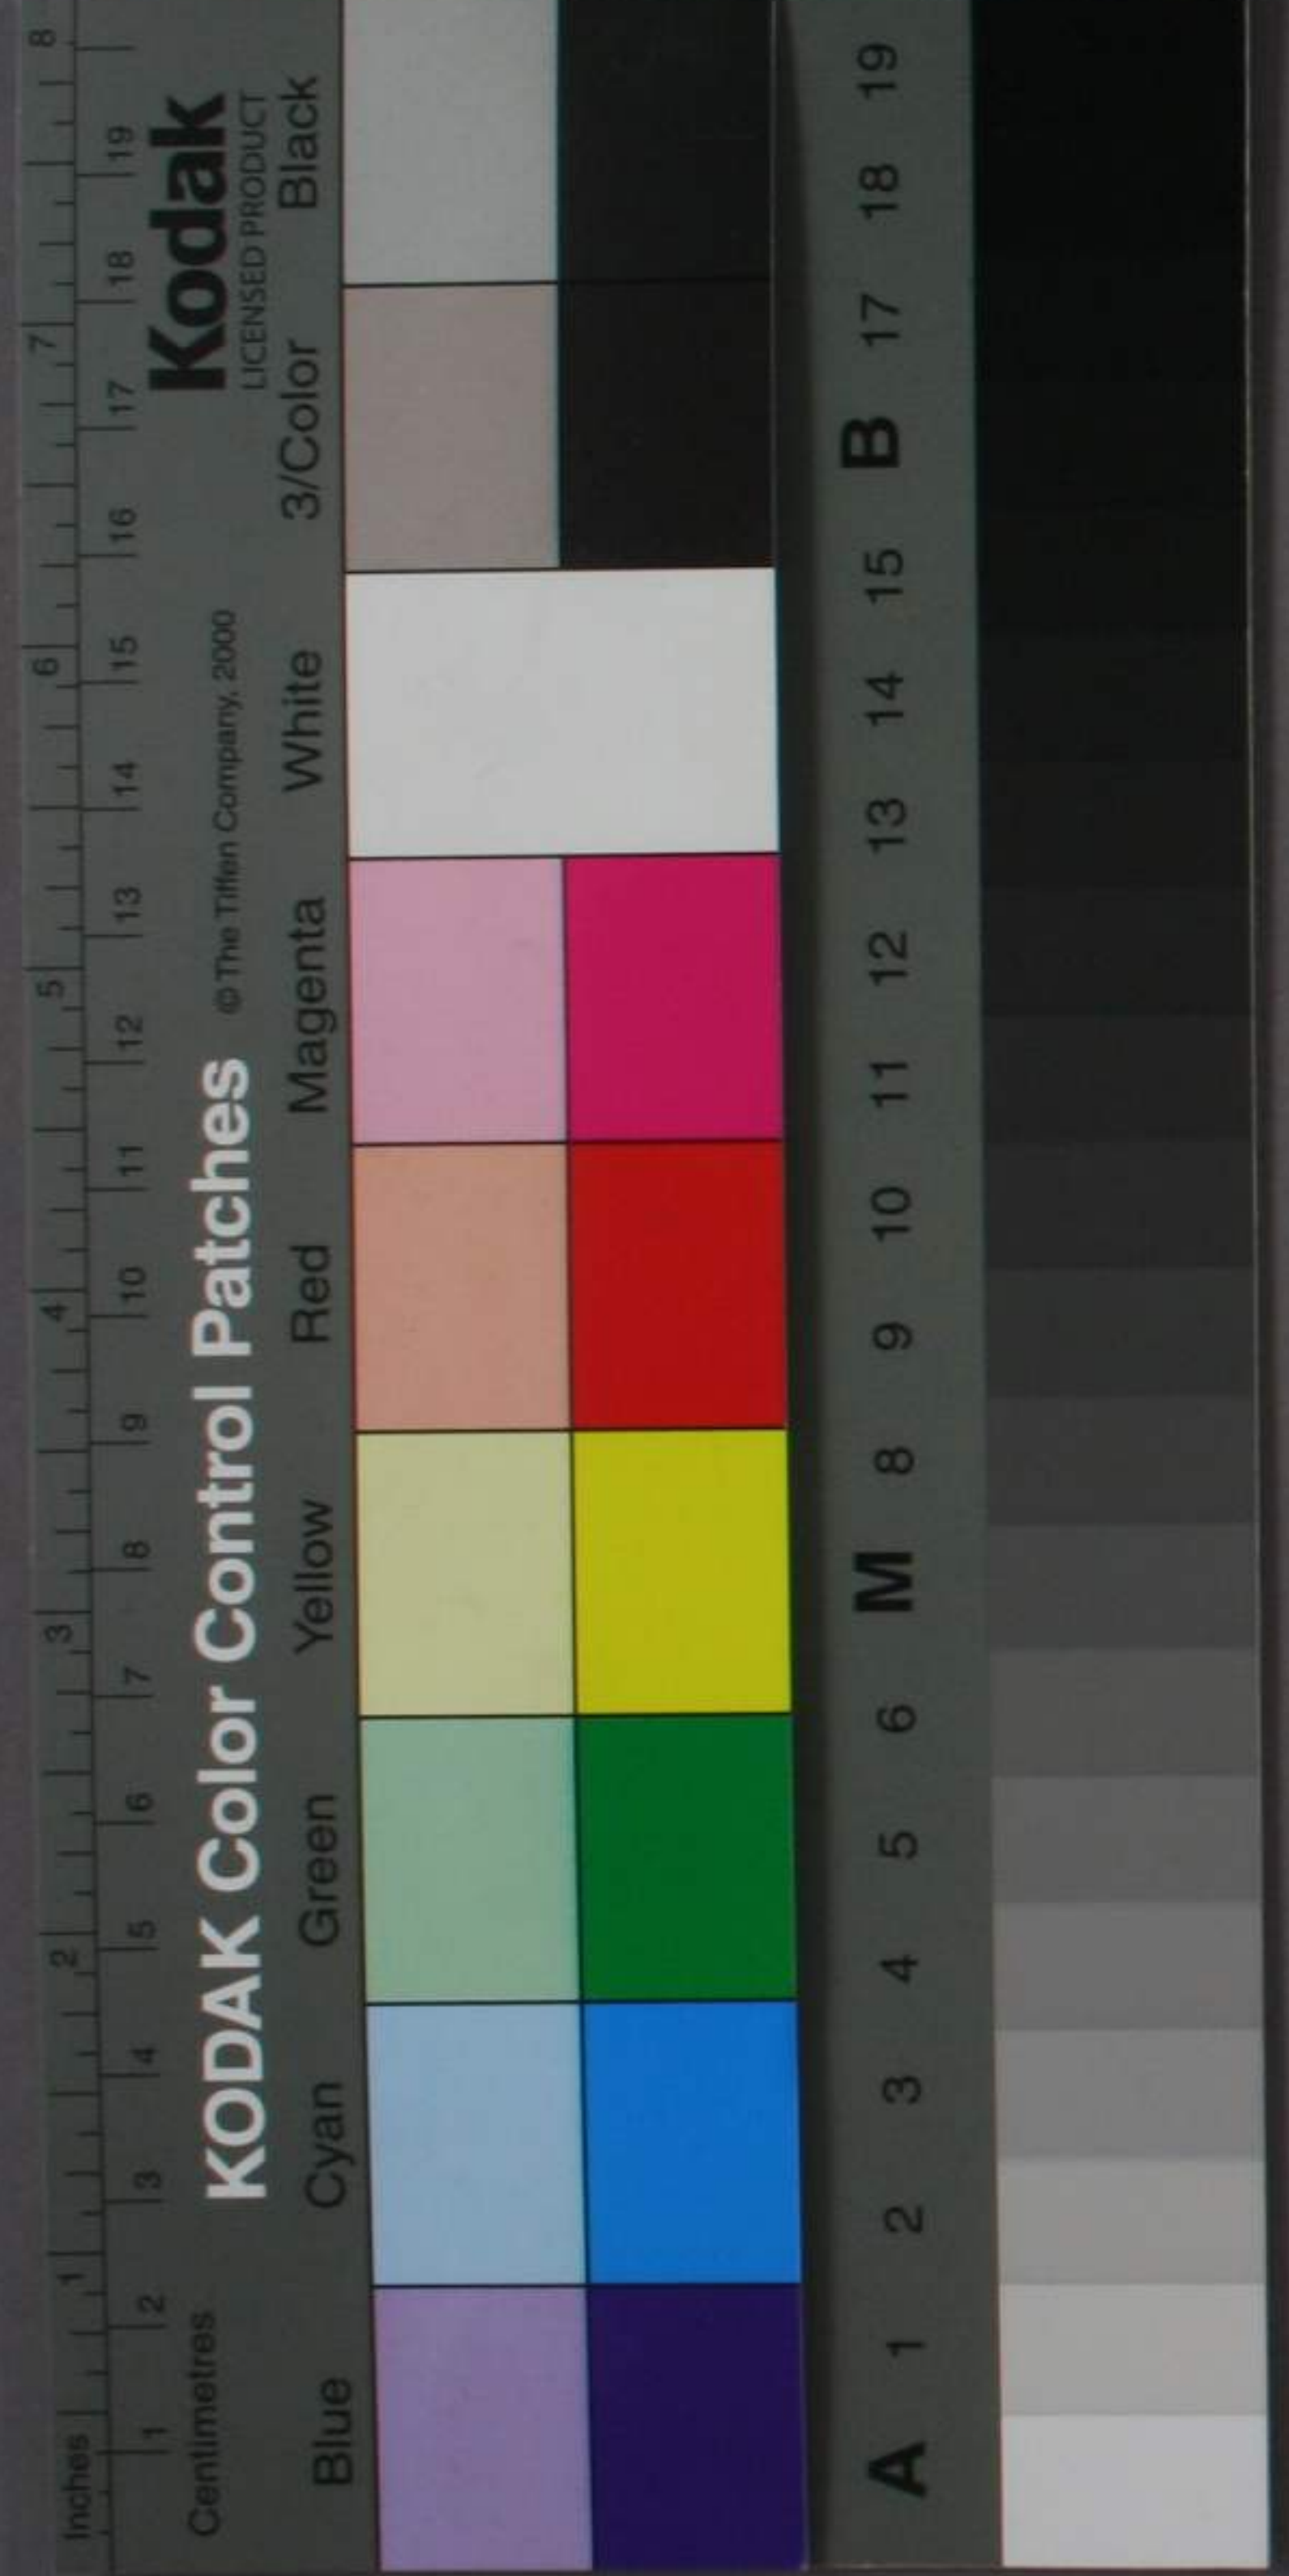 Inches 1 2 3 4 5 6 7 8
Centimetres 1 2 3 4 5 6 7 8 9 10 11 12 13 14 15 16 17 18 19
KODAK Color Control Patches © The Tiffen Company, 2000 Kodak
LICENSED PRODUCT
Blue Cyan Green Yellow Red Magenta White 3/Color Black
A 1 2 3 4 5 6 M 8 9 10 11 12 13 14 15 B 17 18 19